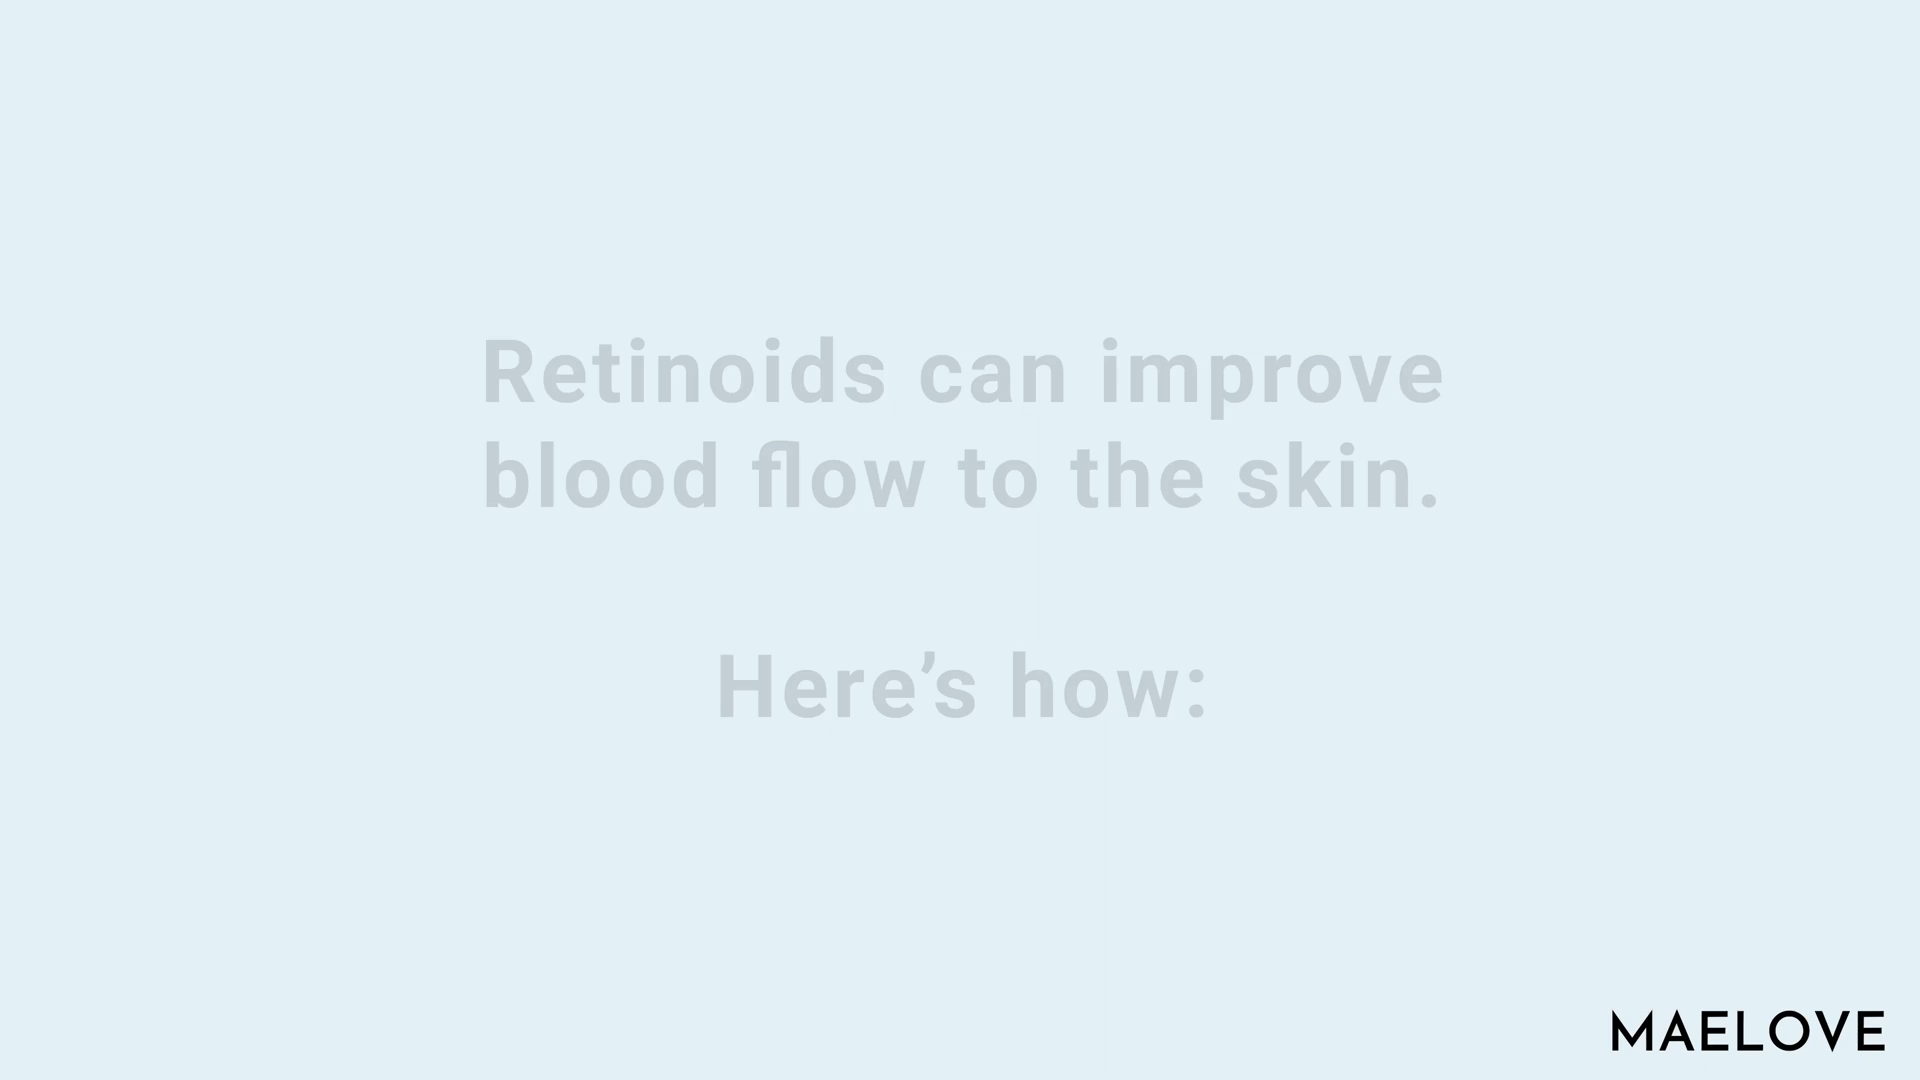 Retinoids can improve
blood flow to the skin.
Here’s how:
MAELOVE